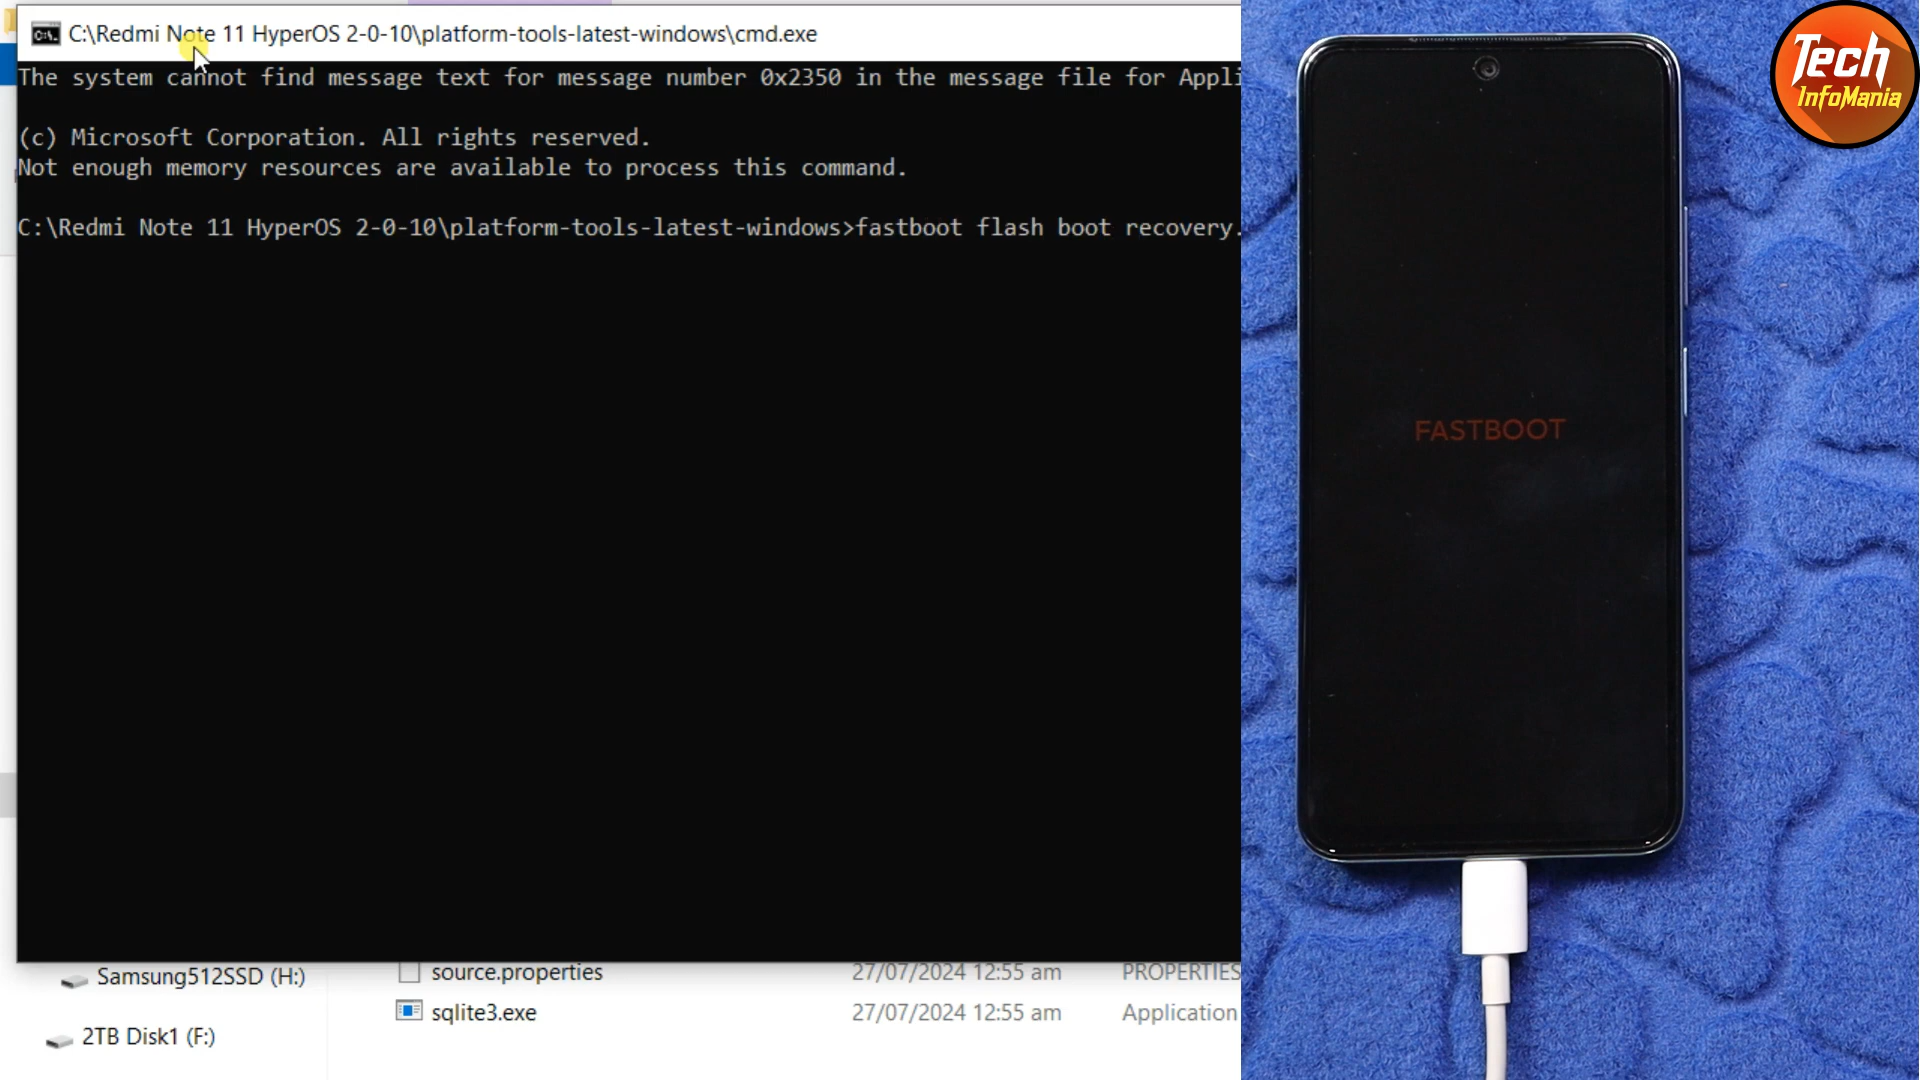 C:\Redmi Note 11 HyperOS 2-0-10\platform-tools-latest-windows\cmd.exe
The system cannot find message text for message number 0x2350 in the message file for Appli
(c) Microsoft Corporation. All rights reserved.
Not enough memory resources are available to process this command.
C:\Redmi Note 11 HyperOS 2-0-10\platform-tools-latest-windows>fastboot flash boot recovery.
source.properties 27/07/2024 12:55 am PROPERTIES
Samsung512SSD (H:)
sqlite3.exe 27/07/2024 12:55 am Application
2TB Disk1 (F:)
FASTBOOT
Tech
InfoMania